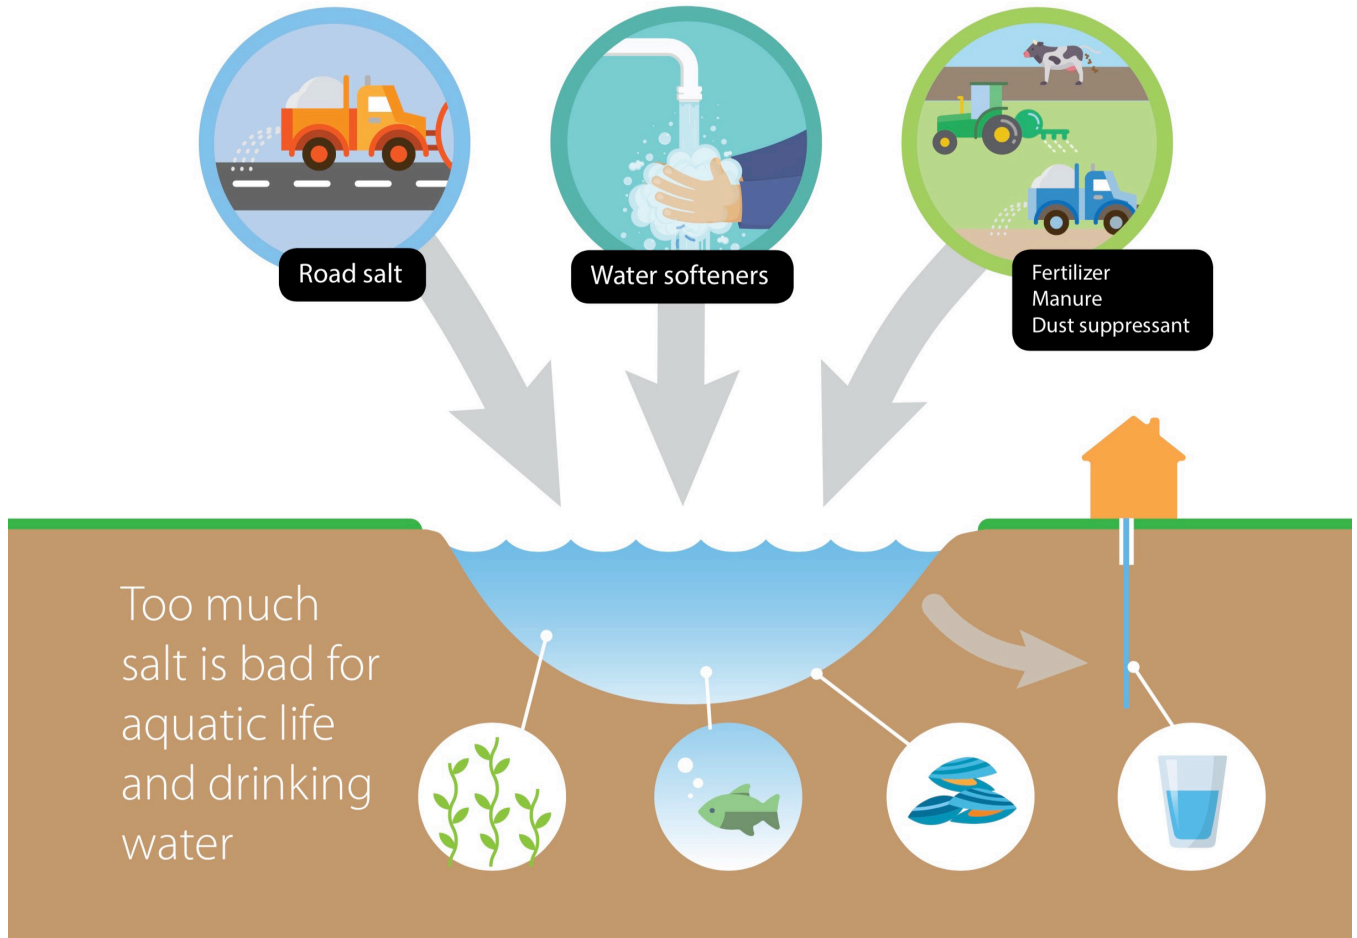 Road salt
Water softeners
Fertilizer
Manure
Dust suppressant
Too much
salt is bad for
aquatic life
and drinking
water